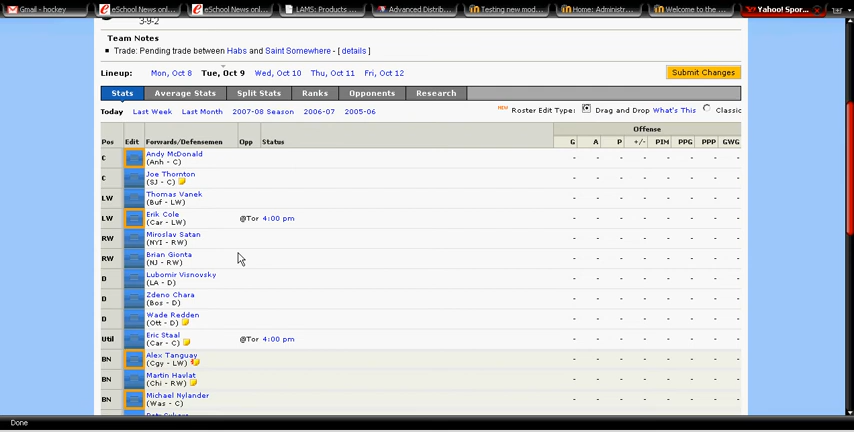 Gmail - hockey
eSchool News onl...
eSchool News onl...
LAMS: Products ...
Advanced Distrib...
Testing new mod...
Home: Administr...
Welcome to the ...
Yahoo! Spor...
3-9-2
Team Notes
Trade: Pending trade between Habs and Saint Somewhere - [ details ]
Lineup: Mon, Oct 8 Tue, Oct 9 Wed, Oct 10 Thu, Oct 11 Fri, Oct 12 Submit Changes
Stats Average Stats Split Stats Ranks Opponents Research
Today Last Week Last Month 2007-08 Season 2006-07 2005-06 NEW Roster Edit Type: Drag and Drop What's This Classic
Offense
Pos Edit Forwards/Defensemen Opp Status G A P +/- PIM PPG PPP GWG
C Andy McDonald - - - - - - - -
(Anh - C)
C Joe Thornton - - - - - - - -
(SJ - C)
LW Thomas Vanek - - - - - - - -
(Buf - LW)
LW Erik Cole @Tor 4:00 pm - - - - - - - -
(Car - LW)
RW Miroslav Satan - - - - - - - -
(NYI - RW)
RW Brian Gionta - - - - - - - -
(NJ - RW)
D Lubomir Visnovsky - - - - - - - -
(LA - D)
D Zdeno Chara - - - - - - - -
(Bos - D)
D Wade Redden - - - - - - - -
(Ott - D)
Util Eric Staal @Tor 4:00 pm - - - - - - - -
(Car - C)
BN Alex Tanguay - - - - - - - -
(Cgy - LW)
BN Martin Havlat - - - - - - - -
(Chi - RW)
BN Michael Nylander - - - - - - - -
(Was - C)
Done